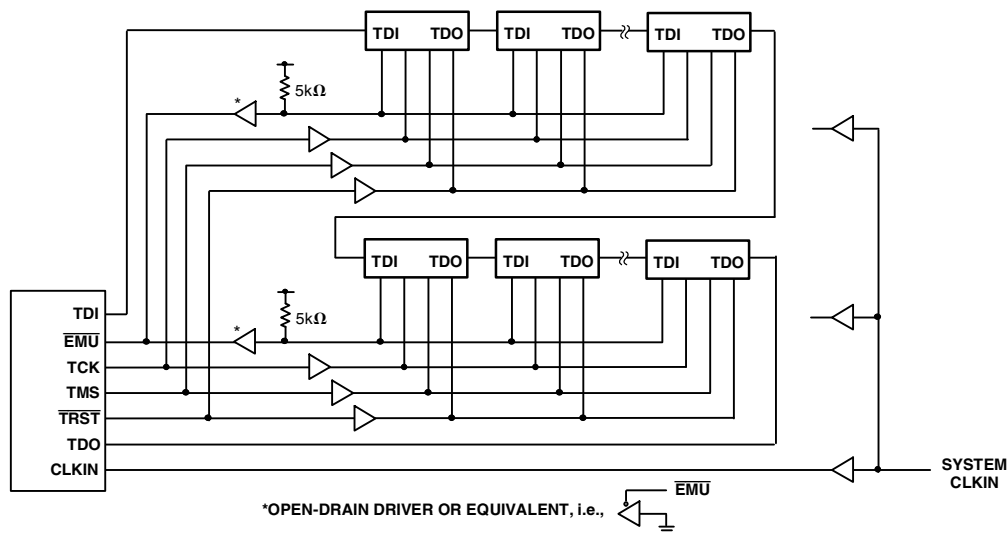 TDI TDO TDI TDO TDI TDO
*
5kΩ
TDI TDO TDI TDO TDI TDO
*
5kΩ
TDI
EMU
TCK
TMS
TRST
TDO
CLKIN
SYSTEM
CLKIN
*OPEN-DRAIN DRIVER OR EQUIVALENT, i.e.,
EMU